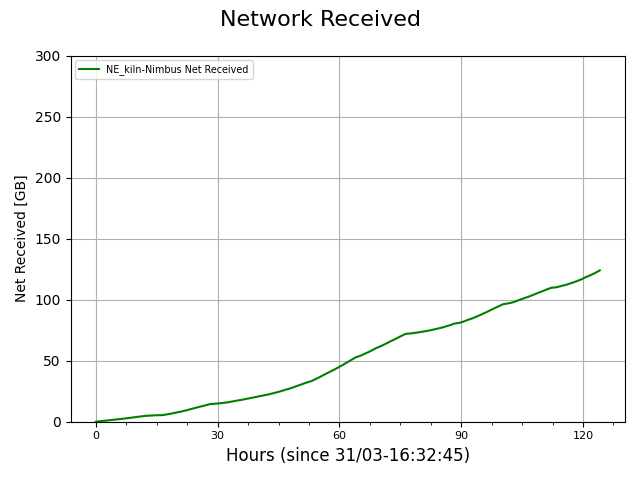 Network Received
NE_kiln-Nimbus Net Received
300
250
200
150
100
50
0
Net Received [GB]
0 30 60 90 120
Hours (since 31/03-16:32:45)